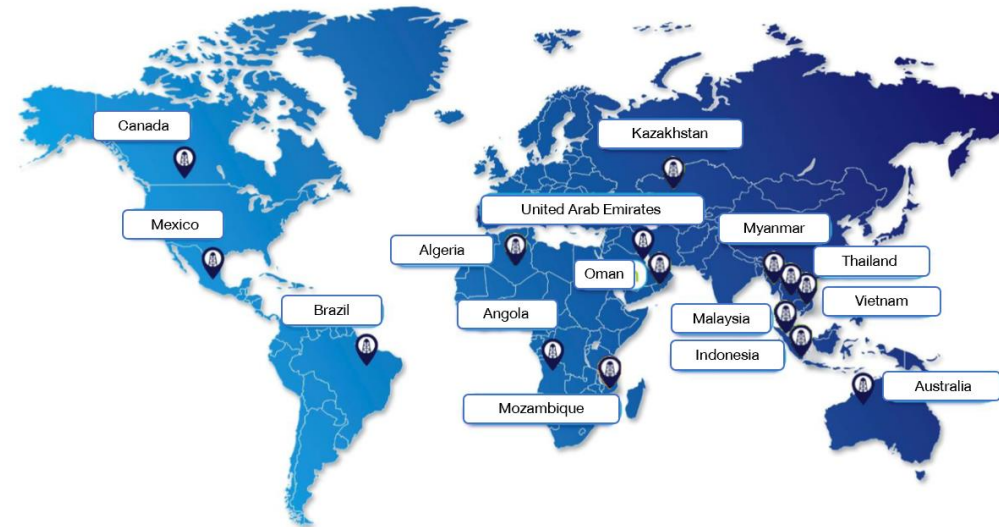 Canada
Kazakhstan
United Arab Emirates
Mexico
Myanmar
Algeria
Thailand
Oman
Brazil
Angola
Vietnam
Malaysia
Indonesia
Australia
Mozambique